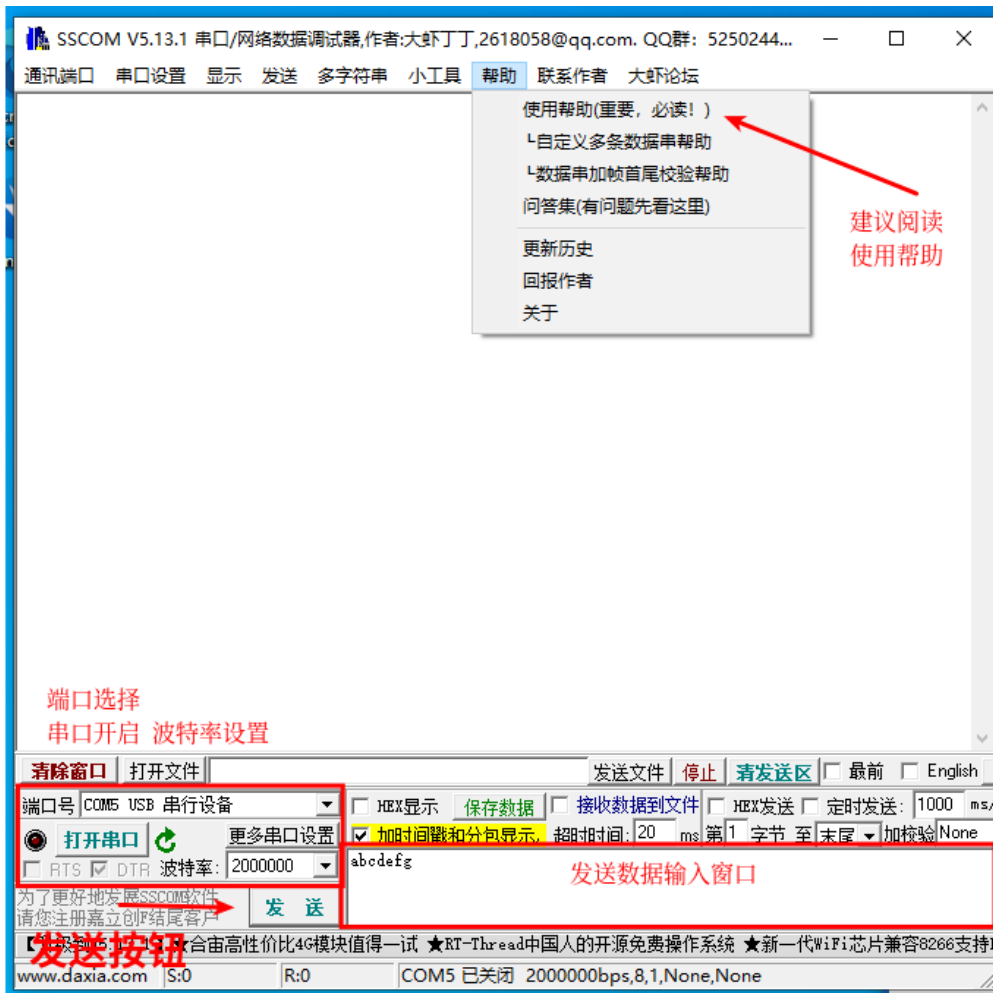 SSCOM V5.13.1 串口/网络数据调试器,作者:大虾丁丁,2618058@qq.com. QQ群：5250244...
通讯端口 串口设置 显示 发送 多字符串 小工具 帮助 联系作者 大虾论坛
使用帮助(重要，必读！)
└自定义多条数据串帮助
└数据串加帧首尾校验帮助
问答集(有问题先看这里)
更新历史
回报作者
关于
建议阅读
使用帮助
端口选择
串口开启 波特率设置
清除窗口 打开文件 发送文件 停止 清发送区 最前 English
端口号 COM5 USB 串行设备 HEX显示 保存数据 接收数据到文件 HEX发送 定时发送: 1000 ms/
打开串口 更多串口设置 加时间戳和分包显示, 超时时间: 20 ms 第1 字节 至 末尾 加校验 None
RTS DTR 波特率: 2000000
abcdefg
发送数据输入窗口
为了更好地发展SSCOM软件
请您注册嘉立创F结尾客户
发 送
发送按钮
★合宙高性价比4G模块值得一试 ★RT-Thread中国人的开源免费操作系统 ★新一代WiFi芯片兼容8266支持
www.daxia.com S:0 R:0 COM5 已关闭 2000000bps,8,1,None,None